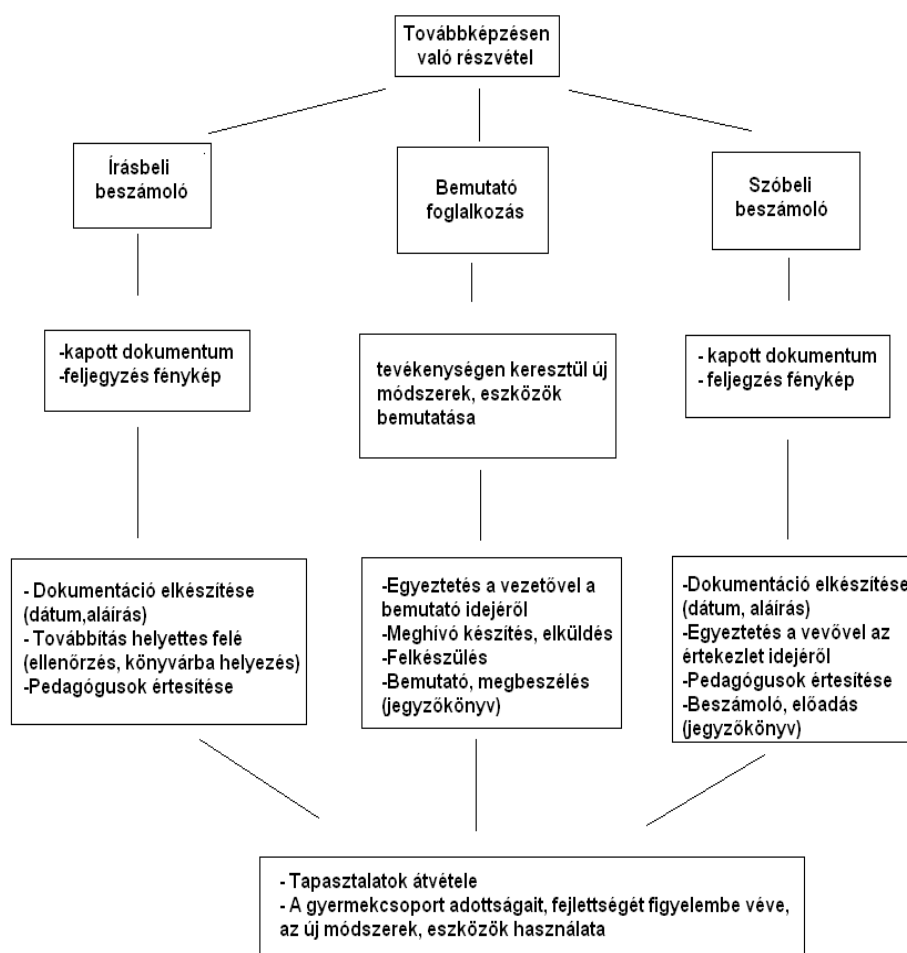 Továbbképzésen
való részvétel
Írásbeli
beszámoló
Bemutató
foglalkozás
Szóbeli
beszámoló
-kapott dokumentum
-feljegyzés fénykép
tevékenységen keresztül új
módszerek, eszközök
bemutatása
- kapott dokumentum
- feljegzés fénykép
- Dokumentáció elkészítése
(dátum,aláírás)
- Továbbítás helyettes felé
(ellenőrzés, könyvárba helyezés)
-Pedagógusok értesítése
-Egyeztetés a vezetővel a
bemutató idejéről
-Meghívó készítés, elküldés
-Felkészülés
-Bemutató, megbeszélés
(jegyzőkönyv)
-Dokumentáció elkészítése
(dátum, aláírás)
-Egyeztetés a vevővel az
értekezlet idejéről
-Pedagógusok értesítése
-Beszámoló, előadás
(jegyzőkönyv)
- Tapasztalatok átvétele
- A gyermekcsoport adottságait, fejlettségét figyelembe véve,
az új módszerek, eszközök használata